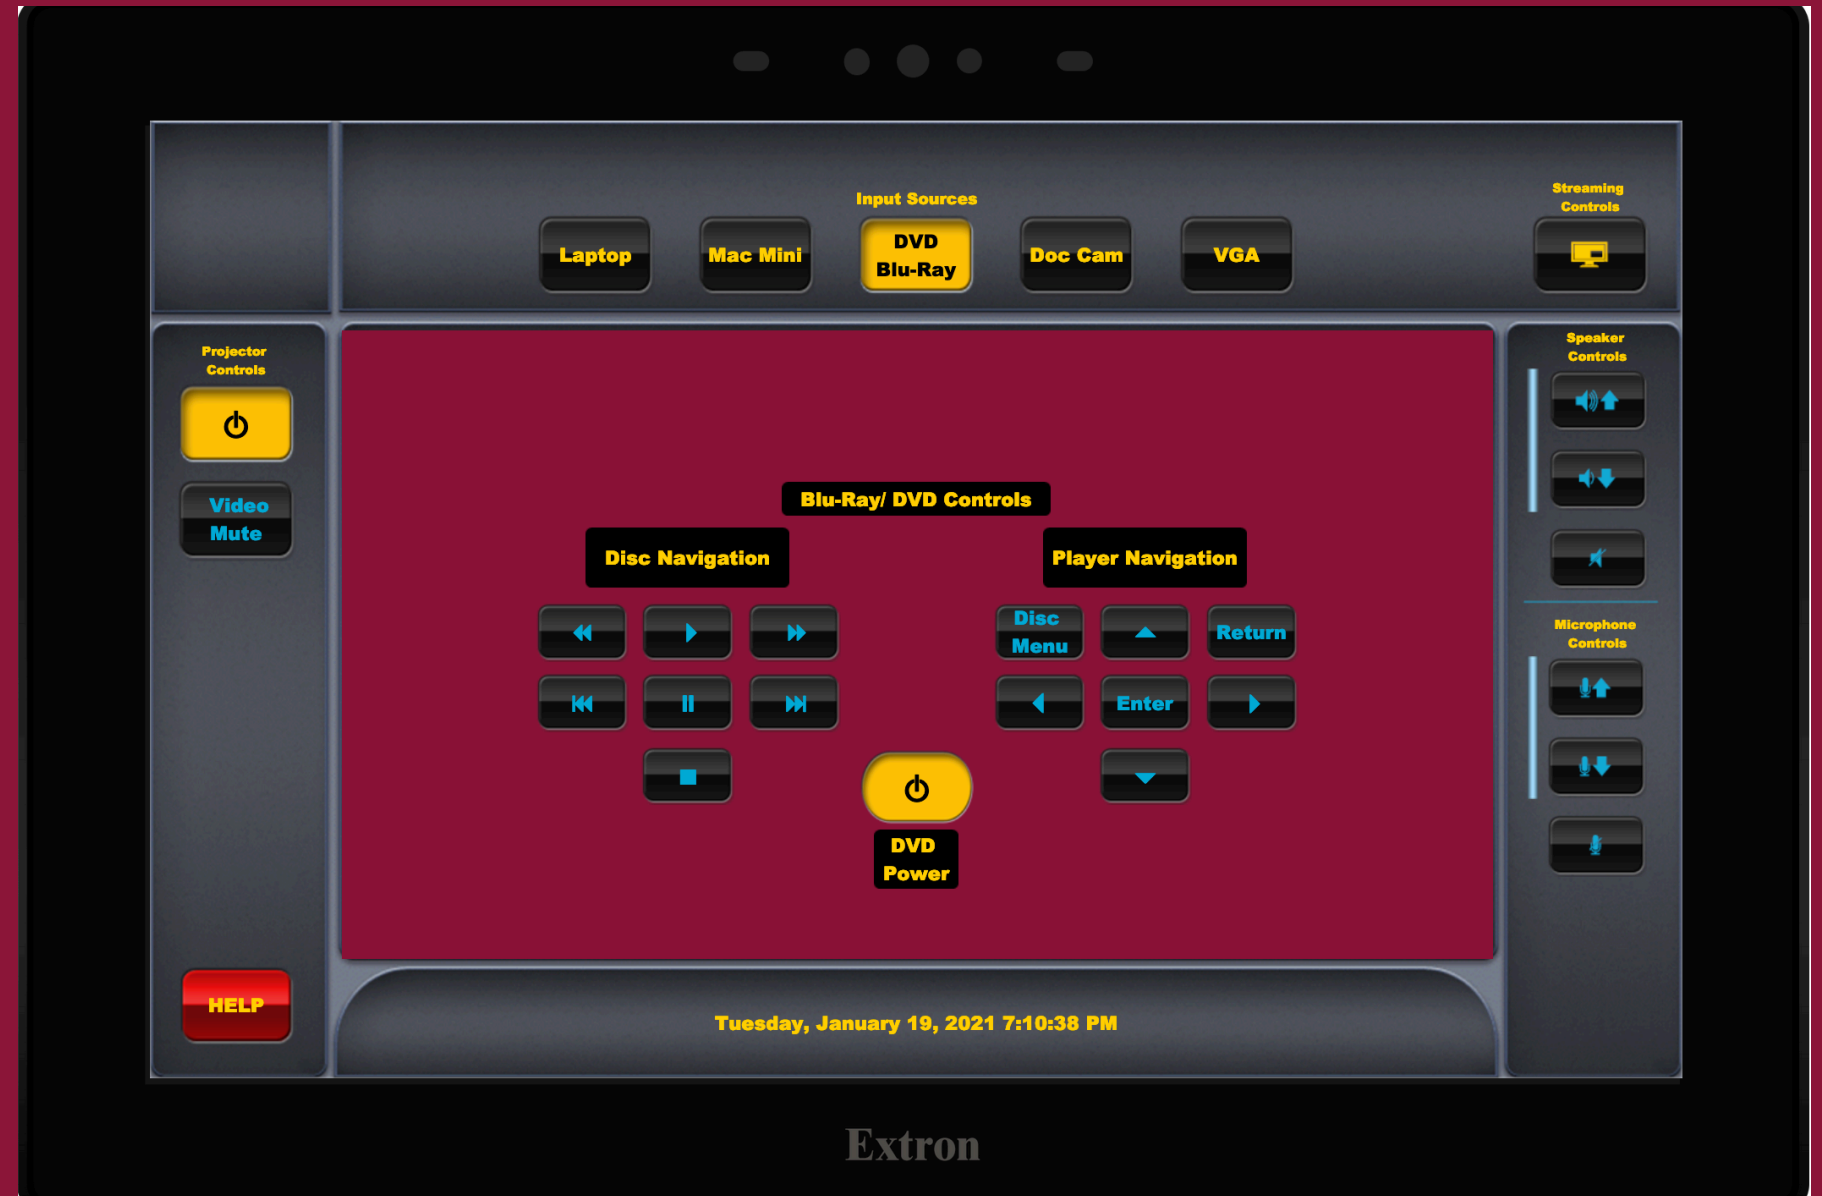 Input Sources
Streaming
Controls
Laptop
Mac Mini
DVD
Blu-Ray
Doc Cam
VGA
Projector
Controls
Video
Mute
Speaker
Controls
Blu-Ray/ DVD Controls
Disc Navigation
Player Navigation
Disc
Menu
Return
Enter
DVD
Power
Microphone
Controls
HELP
Tuesday, January 19, 2021 7:10:38 PM
Extron